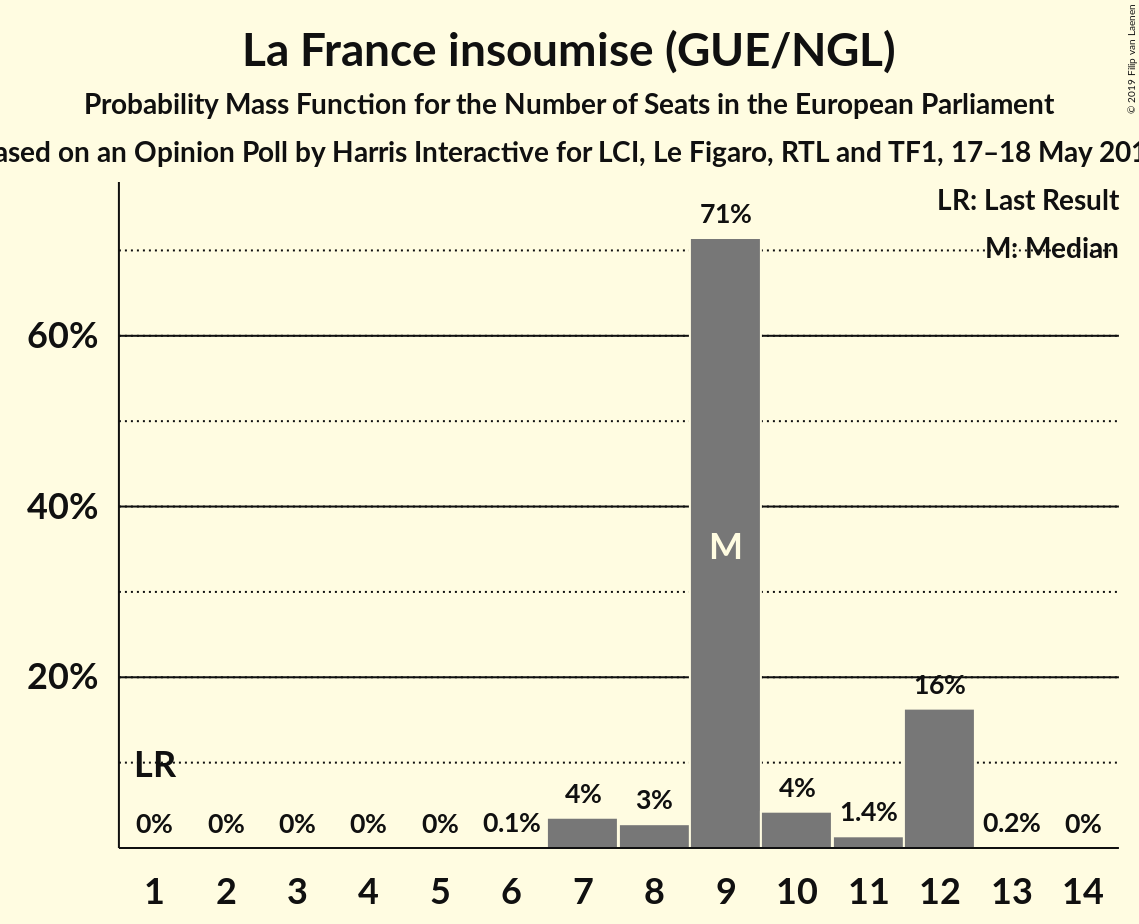 La France insoumise (GUE/NGL)
Probability Mass Function for the Number of Seats in the European Parliament
ased on an Opinion Poll by Harris Interactive for LCI, Le Figaro, RTL and TF1, 17–18 May 201
© 2019 Filip van Laenen
LR: Last Result
M: Median
71%
60%
40%
M
20%
16%
LR
0%
0%
0%
0%
0%
0.1%
4%
3%
4%
1.4%
0.2%
0%
1 2 3 4 5 6 7 8 9 10 11 12 13 14